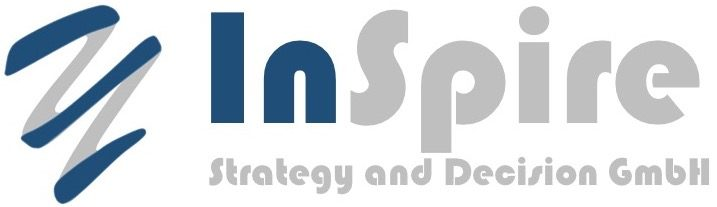 InSpire
Strategy and Decision GmbH